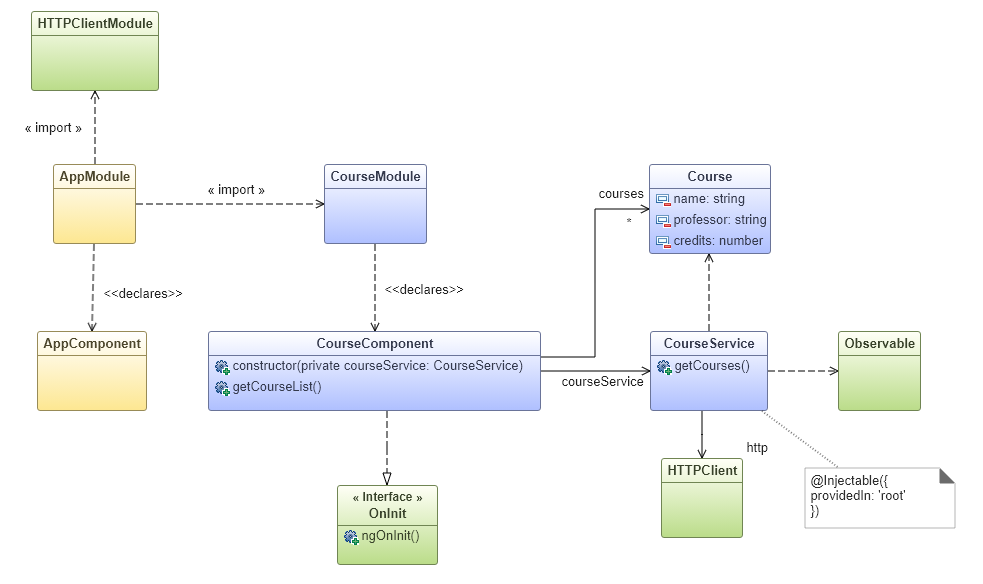 HTTPClientModule
« import »
AppModule
« import »
CourseModule
courses
*
Course
name: string
professor: string
credits: number
<<declares>>
<<declares>>
AppComponent
CourseComponent
constructor(private courseService: CourseService)
getCourseList()
courseService
CourseService
getCourses()
Observable
http
HTTPClient
@Injectable({
providedIn: 'root'
})
« Interface »
OnInit
ngOnInit()